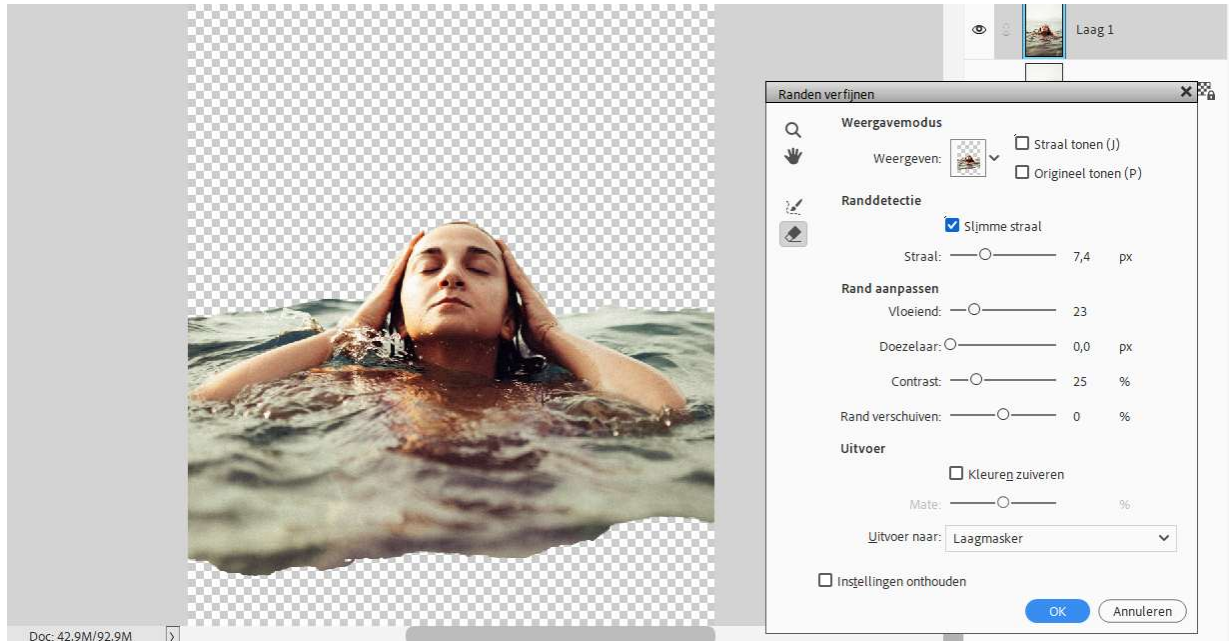 Laag 1
Randen verfijnen
Weergavemodus
Weergeven:
Straal tonen (J)
Origineel tonen (P)
Randdetectie
Slimme straal
Straal: 7,4 px
Rand aanpassen
Vloeiend: 23
Doezelaar: 0,0 px
Contrast: 25 %
Rand verschuiven: 0 %
Uitvoer
Kleuren zuiveren
Mate: %
Uitvoer naar: Laagmasker
Instellingen onthouden
OK Annuleren
Doc: 42,9M/92,9M